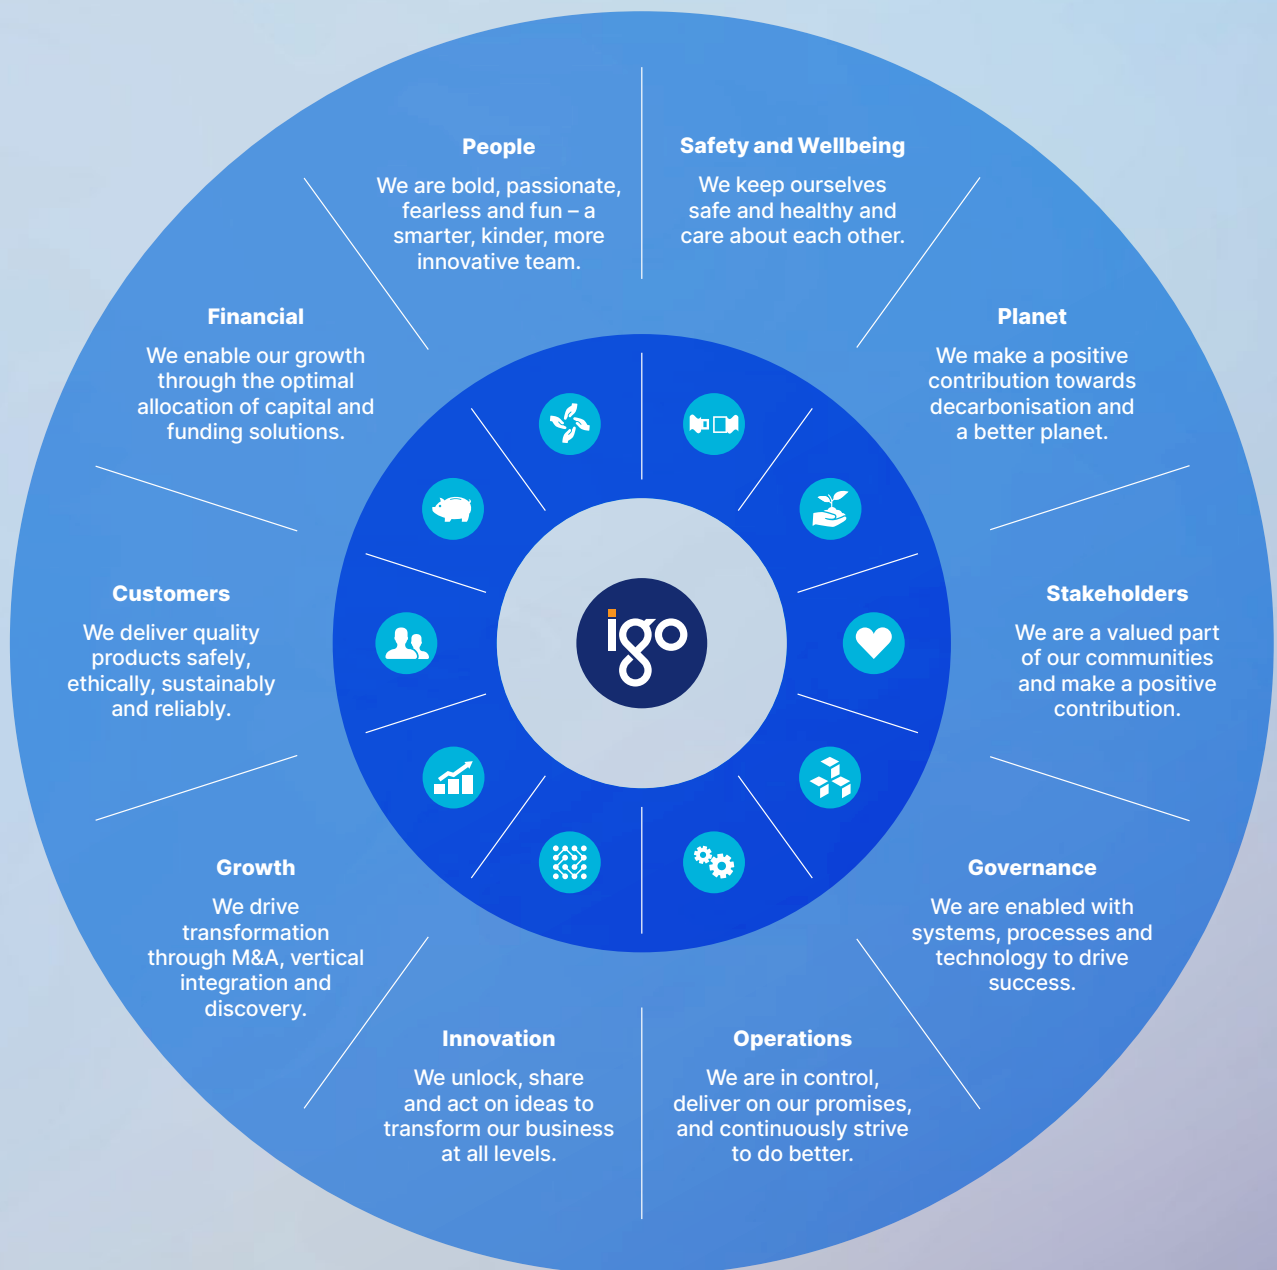 People
We are bold, passionate,
fearless and fun – a
smarter, kinder, more
innovative team.
Safety and Wellbeing
We keep ourselves
safe and healthy and
care about each other.
Planet
We make a positive
contribution towards
decarbonisation and
a better planet.
Stakeholders
We are a valued part
of our communities
and make a positive
contribution.
Governance
We are enabled with
systems, processes and
technology to drive
success.
Operations
We are in control,
deliver on our promises,
and continuously strive
to do better.
Innovation
We unlock, share
and act on ideas to
transform our business
at all levels.
Growth
We drive
transformation
through M&A, vertical
integration and
discovery.
Customers
We deliver quality
products safely,
ethically, sustainably
and reliably.
Financial
We enable our growth
through the optimal
allocation of capital and
funding solutions.
igo